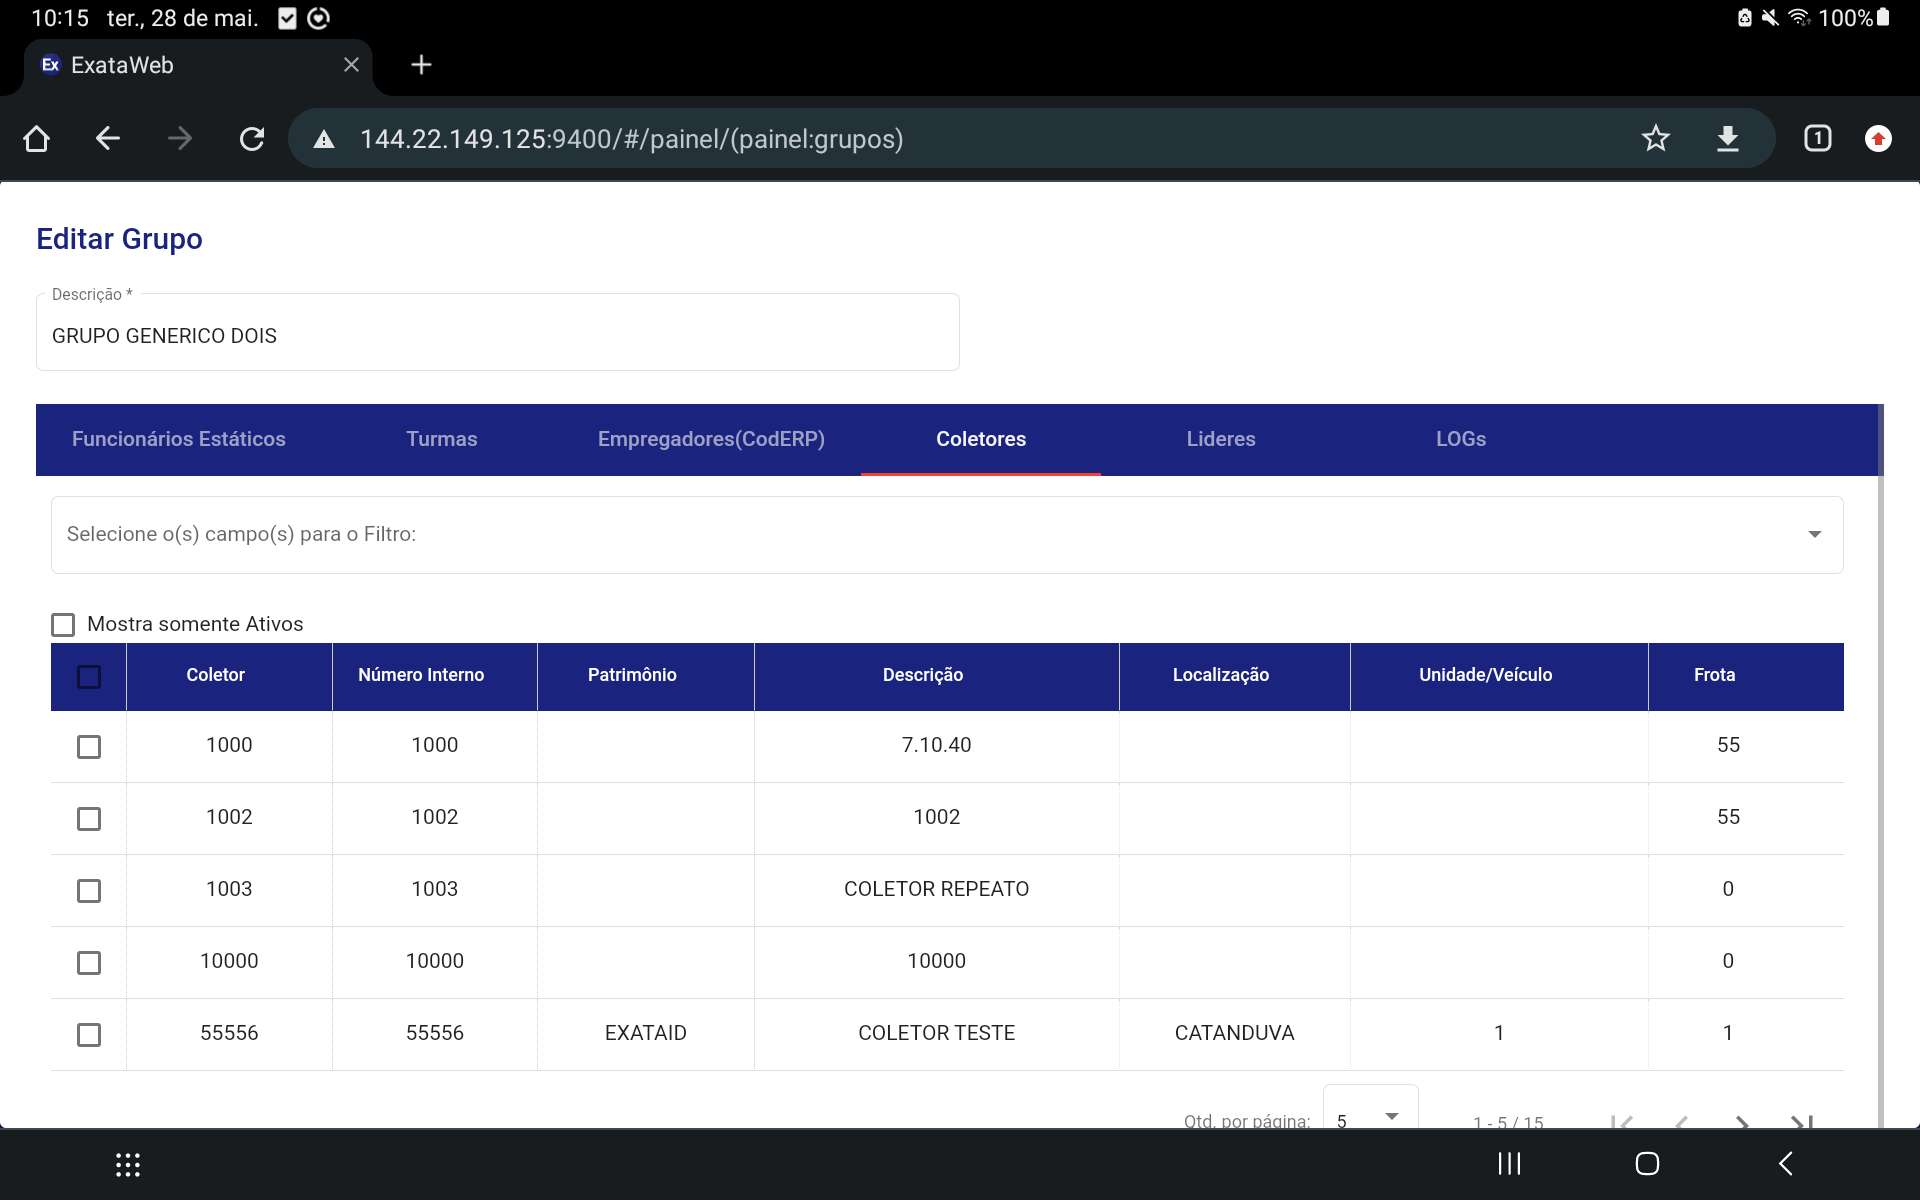 10:15 ter., 28 de mai. 100%
Ex ExataWeb
144.22.149.125:9400/#/painel/(painel:grupos) 1
Editar Grupo
Descrição *
GRUPO GENERICO DOIS
Funcionários Estáticos Turmas Empregadores(CodERP) Coletores Lideres LOGs
Selecione o(s) campo(s) para o Filtro:
Mostra somente Ativos
Coletor Número Interno Patrimônio Descrição Localização Unidade/Veículo Frota
1000 1000 7.10.40 55
1002 1002 1002 55
1003 1003 COLETOR REPEATO 0
10000 10000 10000 0
55556 55556 EXATAID COLETOR TESTE CATANDUVA 1 1
Qtd. por página: 5 1 - 5 / 15